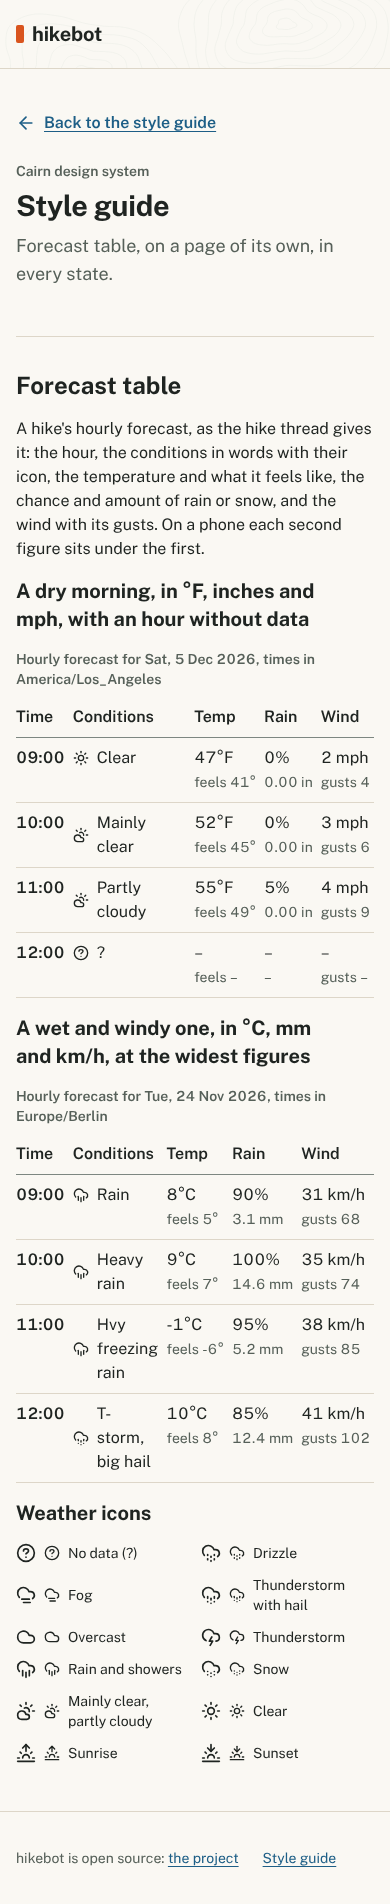 hikebot
Back to the style guide
Cairn design system
Style guide
Forecast table, on a page of its own, in
every state.
Forecast table
A hike's hourly forecast, as the hike thread gives
it: the hour, the conditions in words with their
icon, the temperature and what it feels like, the
chance and amount of rain or snow, and the
wind with its gusts. On a phone each second
figure sits under the first.
A dry morning, in °F, inches and
mph, with an hour without data
Hourly forecast for Sat, 5 Dec 2026, times in
America/Los_Angeles
Time Conditions Temp Rain Wind
09:00 Clear 47°F 0% 2 mph
feels 41° 0.00 in gusts 4
10:00 Mainly 52°F 0% 3 mph
clear feels 45° 0.00 in gusts 6
11:00 Partly 55°F 5% 4 mph
cloudy feels 49° 0.00 in gusts 9
12:00 ? – – –
feels – – gusts –
A wet and windy one, in °C, mm
and km/h, at the widest figures
Hourly forecast for Tue, 24 Nov 2026, times in
Europe/Berlin
Time Conditions Temp Rain Wind
09:00 Rain 8°C 90% 31 km/h
feels 5° 3.1 mm gusts 68
10:00 Heavy 9°C 100% 35 km/h
rain feels 7° 14.6 mm gusts 74
11:00 Hvy -1°C 95% 38 km/h
freezing feels -6° 5.2 mm gusts 85
rain
12:00 T- 10°C 85% 41 km/h
storm, feels 8° 12.4 mm gusts 102
big hail
Weather icons
No data (?) Drizzle
Fog Thunderstorm
with hail
Overcast Thunderstorm
Rain and showers Snow
Mainly clear, Clear
partly cloudy
Sunrise Sunset
hikebot is open source: the project Style guide